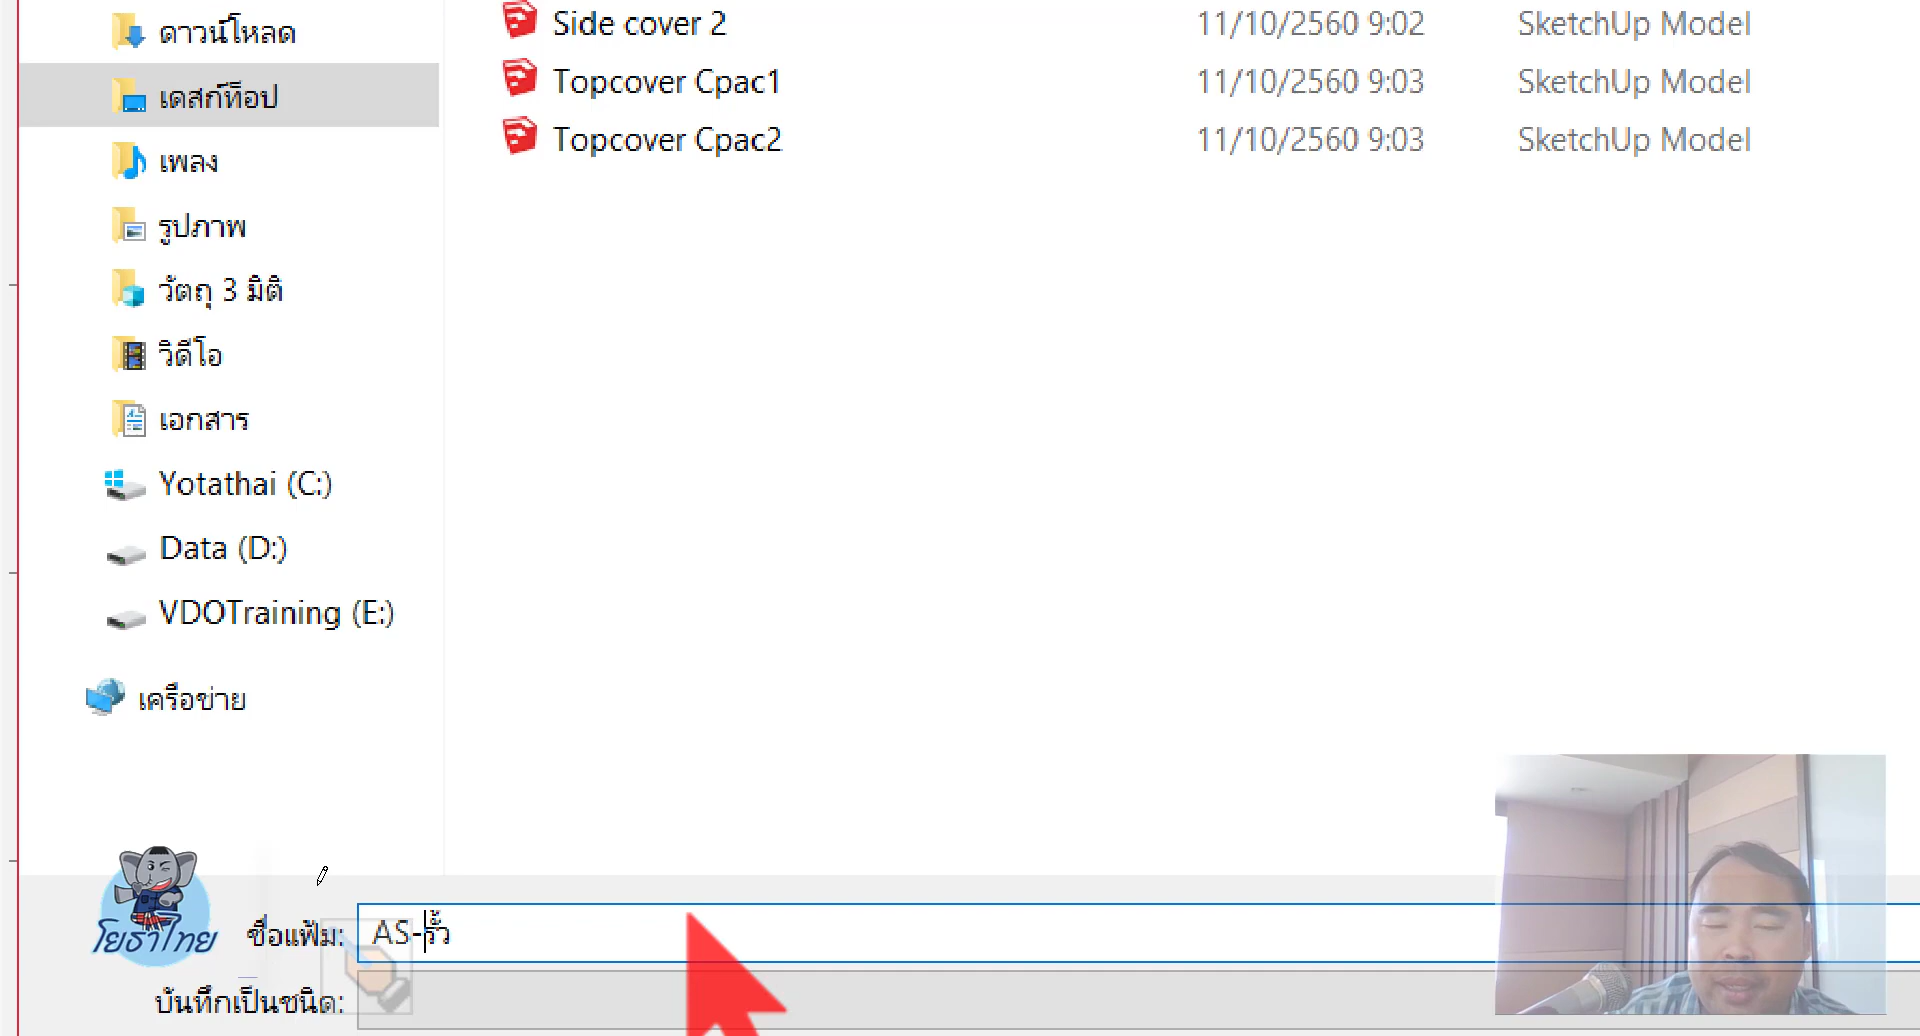 ดาวน์โหลด
Side cover 2 11/10/2560 9:02 SketchUp Model
เดสก์ท็อป
Topcover Cpac1 11/10/2560 9:03 SketchUp Model
Topcover Cpac2 11/10/2560 9:03 SketchUp Model
เพลง
รูปภาพ
วัตถุ 3 มิติ
วิดีโอ
เอกสาร
Yotathai (C:)
Data (D:)
VDOTraining (E:)
เครือข่าย
โยธาไทย
ชื่อแฟ้ม: AS-รั้ว
บันทึกเป็นชนิด: